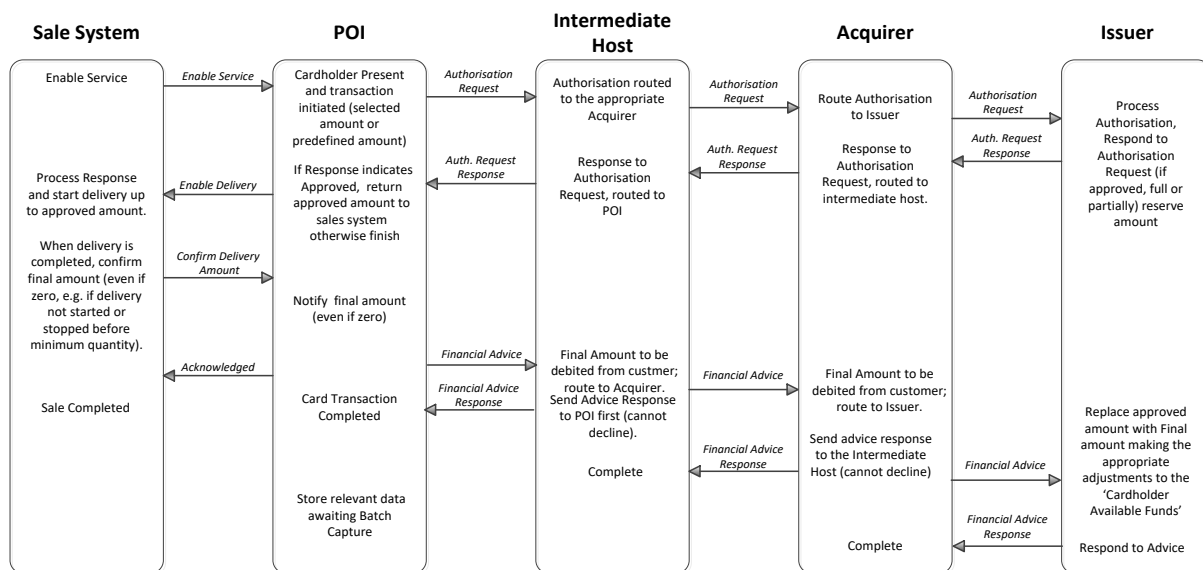 Sale System
POI
Intermediate
Host
Acquirer
Issuer
Enable Service
Enable Service
Cardholder Present
and transaction
initiated (selected
amount or
predefined amount)
Authorisation
Request
Authorisation routed
to the appropriate
Acquirer
Authorisation
Request
Route Authorisation
to Issuer
Authorisation
Request
Process
Authorisation,
Respond to
Authorisation
Request (if
approved, full or
partially) reserve
amount
Auth. Request
Response
Response to
Authorisation
Request, routed to
intermediate host.
Auth. Request
Response
Response to
Authorisation
Request, routed to
POI
Auth. Request
Response
If Response indicates
Approved, return
approved amount to
sales system
otherwise finish
Enable Delivery
Process Response
and start delivery up
to approved amount.
When delivery is
completed, confirm
final amount (even if
zero, e.g. if delivery
not started or
stopped before
minimum quantity).
Confirm Delivery
Amount
Notify final amount
(even if zero)
Acknowledged
Sale Completed
Financial Advice
Final Amount to be
debited from custmer;
route to Acquirer.
Send Advice Response
to POI first (cannot
decline).
Financial Advice
Response
Card Transaction
Completed
Store relevant data
awaiting Batch
Capture
Financial Advice
Final Amount to be
debited from customer;
route to Issuer.
Send advice response
to the Intermediate
Host (cannot decline)
Financial Advice
Response
Complete
Financial Advice
Replace approved
amount with Final
amount making the
appropriate
adjustments to the
‘Cardholder
Available Funds’
Financial Advice
Response
Respond to Advice
Complete